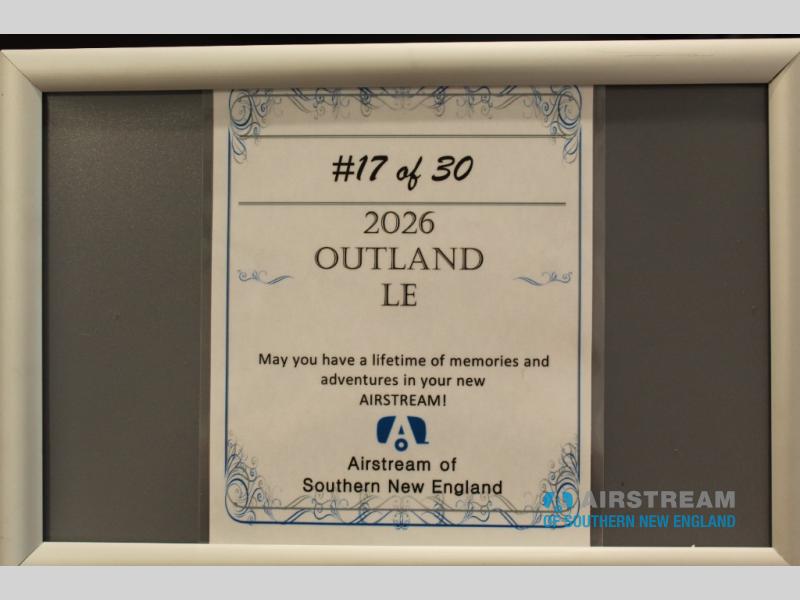 #17 of 30
2026
OUTLAND
LE
May you have a lifetime of memories and
adventures in your new
AIRSTREAM!
Airstream of
Southern New England
AIRSTREAM
OF SOUTHERN NEW ENGLAND